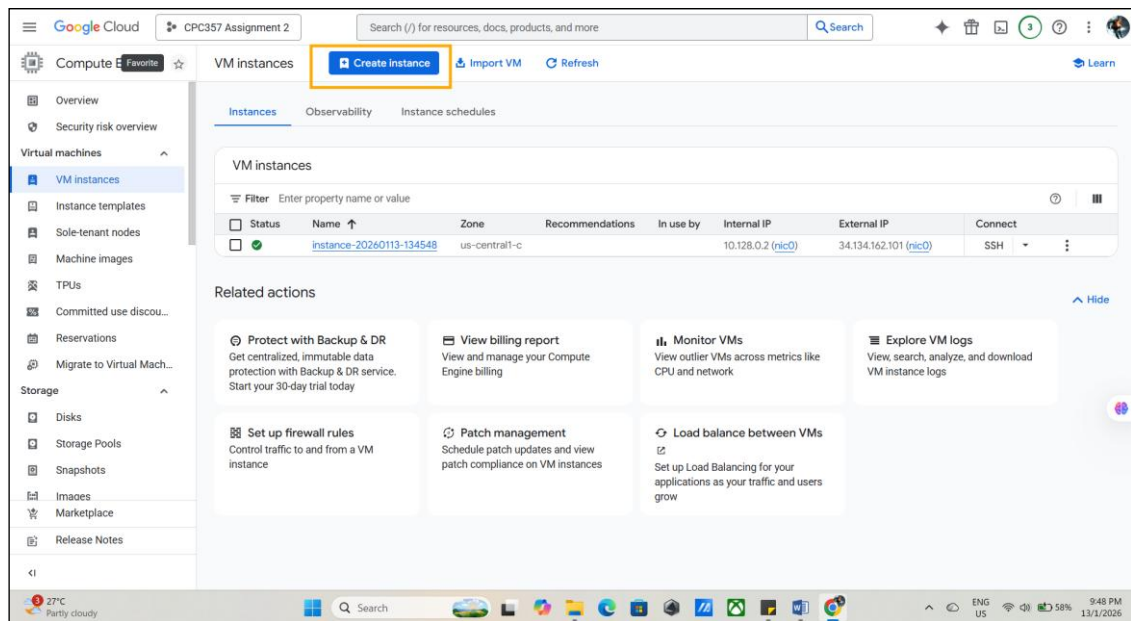 Google Cloud
CPC357 Assignment 2
Search (/) for resources, docs, products, and more
Search
3
Compute E
Favorite
VM instances
Create instance
Import VM
Refresh
Learn
Overview
Security risk overview
Virtual machines
VM instances
Instance templates
Sole-tenant nodes
Machine images
TPUs
Committed use discou...
Reservations
Migrate to Virtual Mach...
Storage
Disks
Storage Pools
Snapshots
Images
Marketplace
Release Notes
Instances Observability Instance schedules
VM instances
Filter Enter property name or value
Status Name Zone Recommendations In use by Internal IP External IP Connect
instance-20260113-134548 us-central1-c 10.128.0.2 (nic0) 34.134.162.101 (nic0) SSH
Related actions
Hide
Protect with Backup & DR
Get centralized, immutable data
protection with Backup & DR service.
Start your 30-day trial today
View billing report
View and manage your Compute
Engine billing
Monitor VMs
View outlier VMs across metrics like
CPU and network
Explore VM logs
View, search, analyze, and download
VM instance logs
Set up firewall rules
Control traffic to and from a VM
instance
Patch management
Schedule patch updates and view
patch compliance on VM instances
Load balance between VMs
Set up Load Balancing for your
applications as your traffic and users
grow
3
27°C
Partly cloudy
Search
ENG
US
58%
9:48 PM
13/1/2026